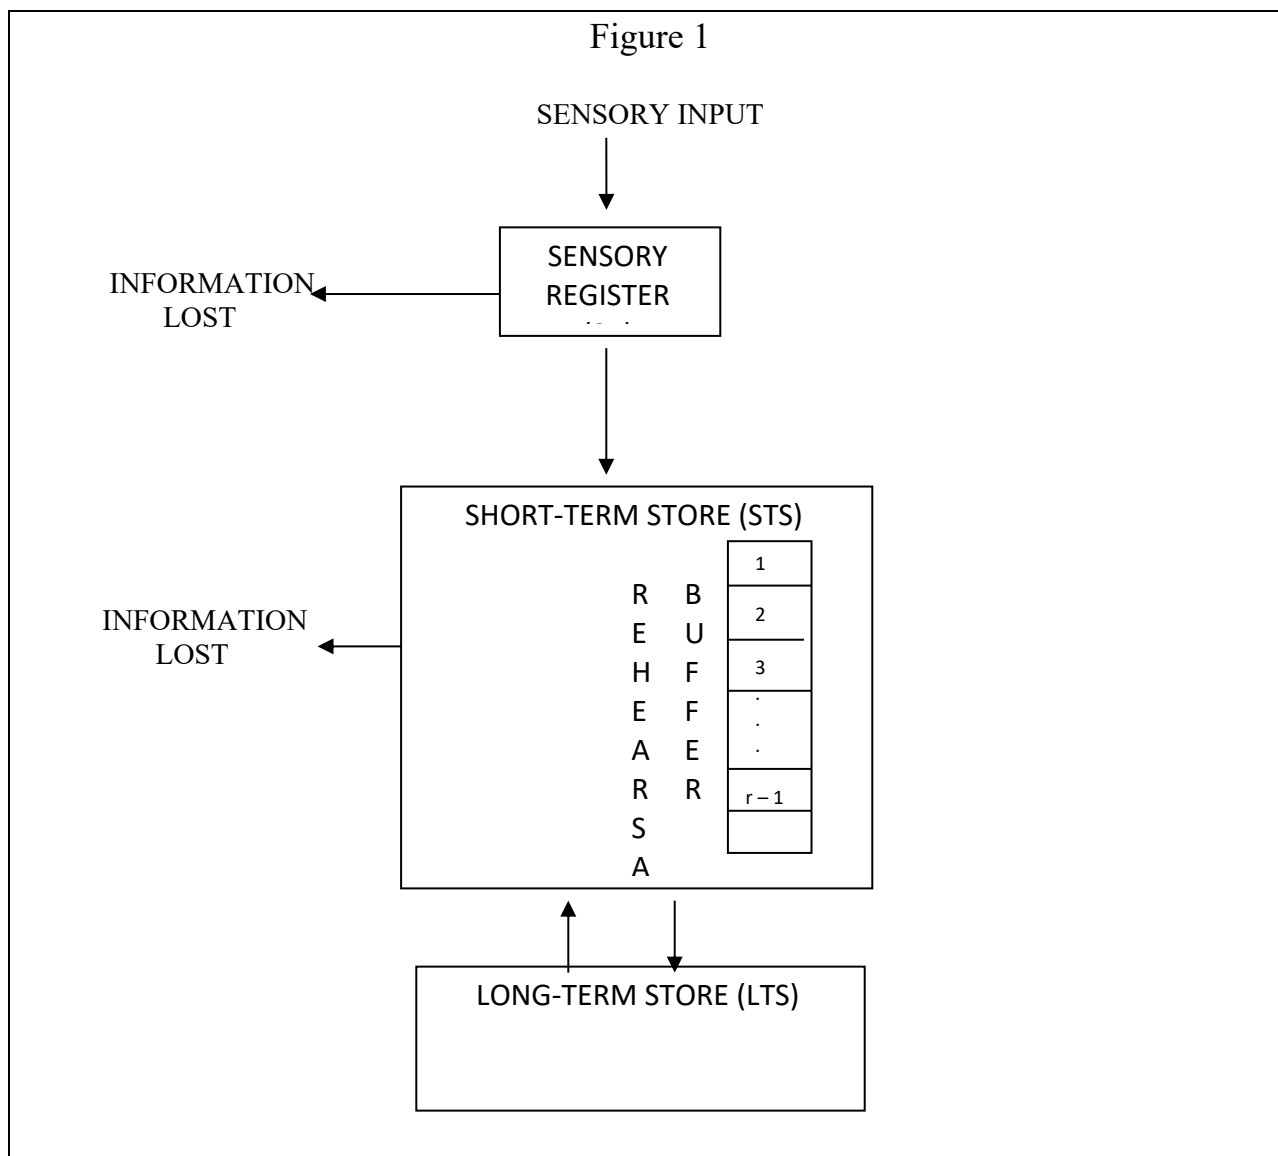 Figure 1
SENSORY INPUT
SENSORY
REGISTER
INFORMATION
LOST
SHORT-TERM STORE (STS)
R
E
H
E
A
R
S
A
B
U
F
F
E
R
1
2
3
.
.
.
r – 1
INFORMATION
LOST
LONG-TERM STORE (LTS)